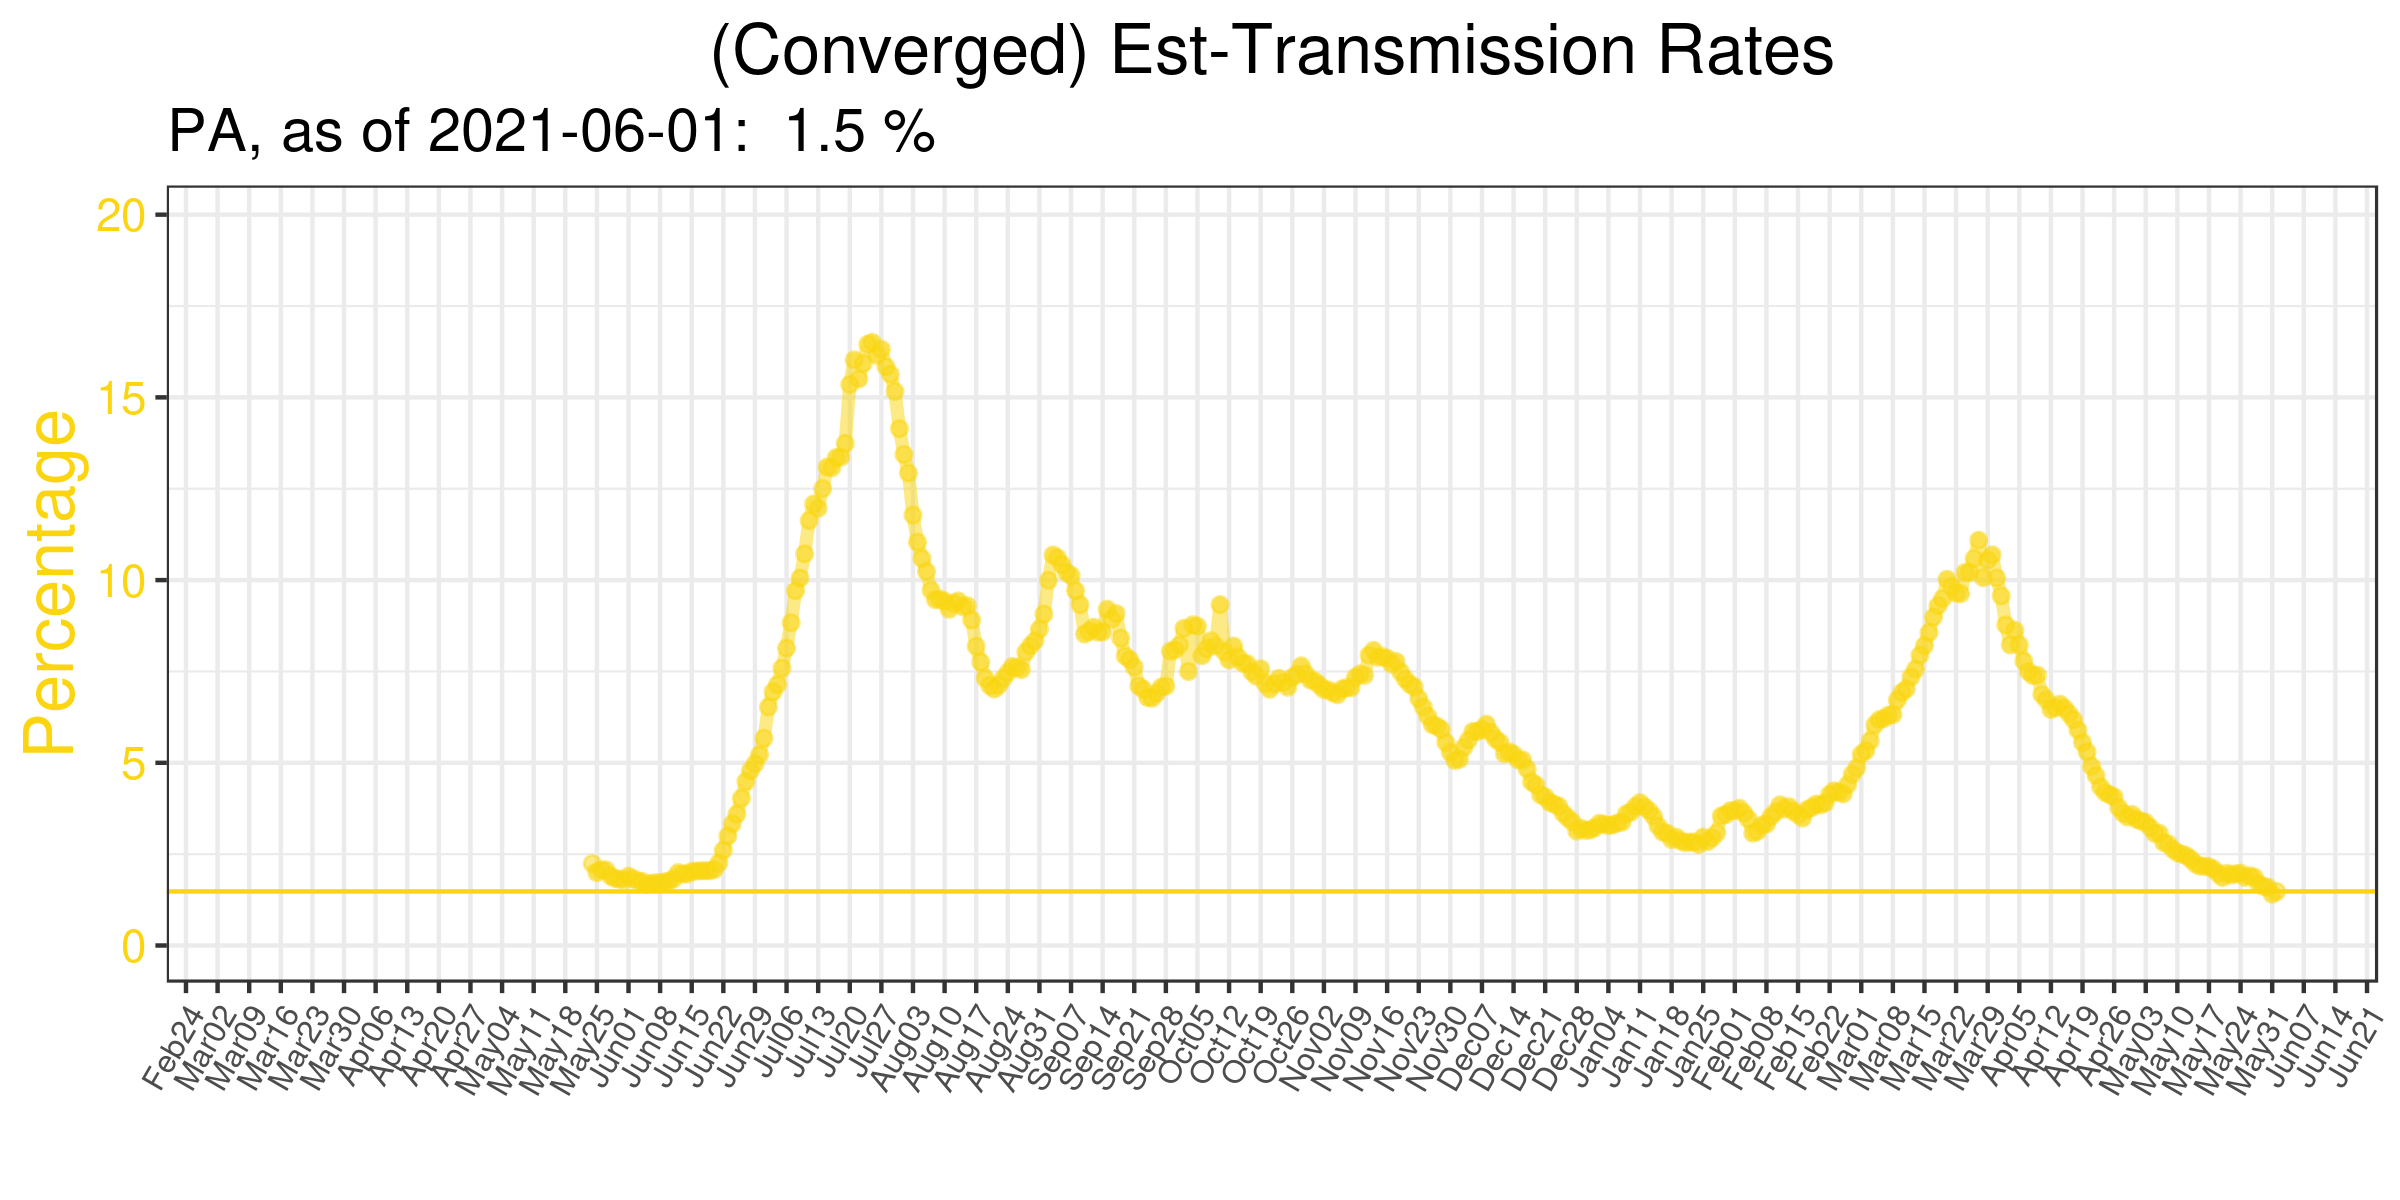 (Converged) Est-Transmission Rates
PA, as of 2021-06-01:  1.5 %
Percentage
20
15
10
5
0
Feb24
Mar02
Mar09
Mar16
Mar23
Mar30
Apr06
Apr13
Apr20
Apr27
May04
May11
May18
May25
Jun01
Jun08
Jun15
Jun22
Jun29
Jul06
Jul13
Jul20
Jul27
Aug03
Aug10
Aug17
Aug24
Aug31
Sep07
Sep14
Sep21
Sep28
Oct05
Oct12
Oct19
Oct26
Nov02
Nov09
Nov16
Nov23
Nov30
Dec07
Dec14
Dec21
Dec28
Jan04
Jan11
Jan18
Jan25
Feb01
Feb08
Feb15
Feb22
Mar01
Mar08
Mar15
Mar22
Mar29
Apr05
Apr12
Apr19
Apr26
May03
May10
May17
May24
May31
Jun07
Jun14
Jun21